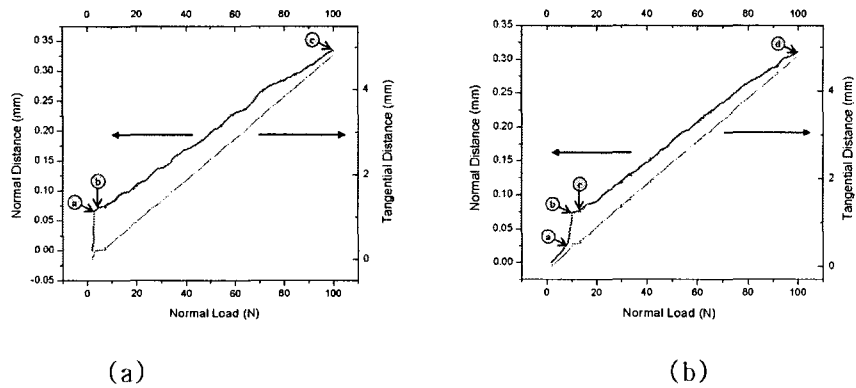 0 20 40 60 80 100
0.35
0.30
0.25
0.20
0.15
0.10
0.05
0.00
-0.05
Normal Distance (mm)
a
b
c
4
2
0
Tangential Distance (mm)
0 20 40 60 80 100
Normal Load (N)
(a)
0 20 40 60 80 100
0.35
0.30
0.25
0.20
0.15
0.10
0.05
0.00
Normal Distance (mm)
a
b
c
d
4
2
0
Tangential Distance (mm)
0 20 40 60 80 100
Normal Load (N)
(b)